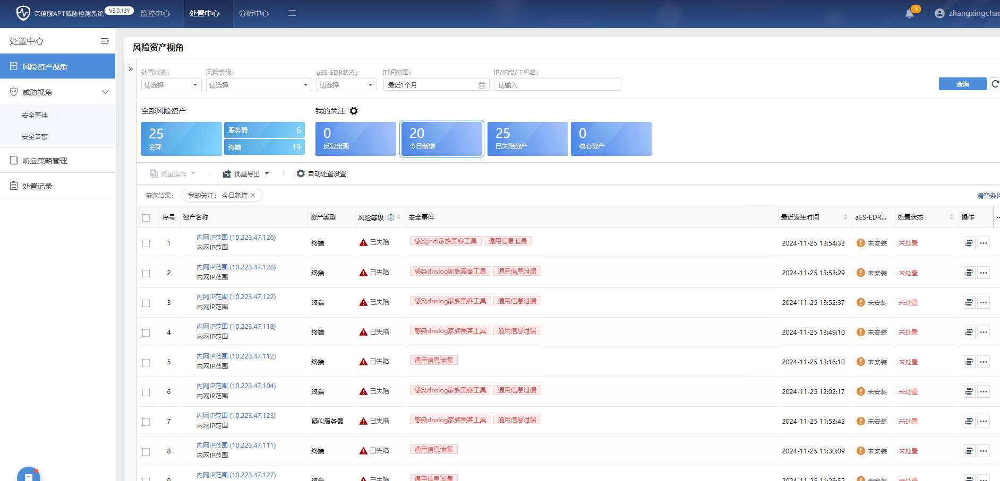 深信服APT威胁检测系统 V3.0.13Y 监控中心 处置中心 分析中心 3 zhangxingchao
处置中心
风险资产视角
威胁视角
安全事件
安全告警
响应策略管理
处置记录
风险资产视角
处置状态： 风险等级： aES-EDR状态： 时间范围： IP/IP段/主机名：
请选择 请选择 请选择 最近1个月 请输入 查询
全部风险资产 我的关注
25 全部 服务器 6 终端 19 0 反复出现 20 今日新增 25 已失陷资产 0 核心资产
批量操作 批量导出 自动处置设置
筛选结果： 我的关注： 今日新增 × 清空条件
序号 资产名称 资产类型 风险等级 安全事件 最近发生时间 aES-EDR... 处置状态 操作
1 内网IP范围 (10.223.47.126) 内网IP范围 终端 已失陷 感染jndi家族黑客工具 通用信息泄漏 2024-11-25 13:54:33 未安装 未处置
2 内网IP范围 (10.223.47.128) 内网IP范围 终端 已失陷 感染dnslog家族黑客工具 通用信息泄漏 2024-11-25 13:53:29 未安装 未处置
3 内网IP范围 (10.223.47.122) 内网IP范围 终端 已失陷 感染dnslog家族黑客工具 通用信息泄漏 2024-11-25 13:52:37 未安装 未处置
4 内网IP范围 (10.223.47.118) 内网IP范围 终端 已失陷 感染dnslog家族黑客工具 通用信息泄漏 2024-11-25 13:49:10 未安装 未处置
5 内网IP范围 (10.223.47.112) 内网IP范围 终端 已失陷 通用信息泄漏 2024-11-25 13:16:10 未安装 未处置
6 内网IP范围 (10.223.47.104) 内网IP范围 终端 已失陷 感染dnslog家族黑客工具 通用信息泄漏 2024-11-25 12:02:17 未安装 未处置
7 内网IP范围 (10.223.47.123) 内网IP范围 疑似服务器 已失陷 感染dnslog家族黑客工具 通用信息泄漏 2024-11-25 11:53:42 未安装 未处置
8 内网IP范围 (10.223.47.111) 内网IP范围 终端 已失陷 通用信息泄漏 2024-11-25 11:30:09 未安装 未处置
9 内网IP范围 (10.223.47.127) 终端 已失陷 通用信息泄漏 2024-11-25 11:26:52 未安装 未处置